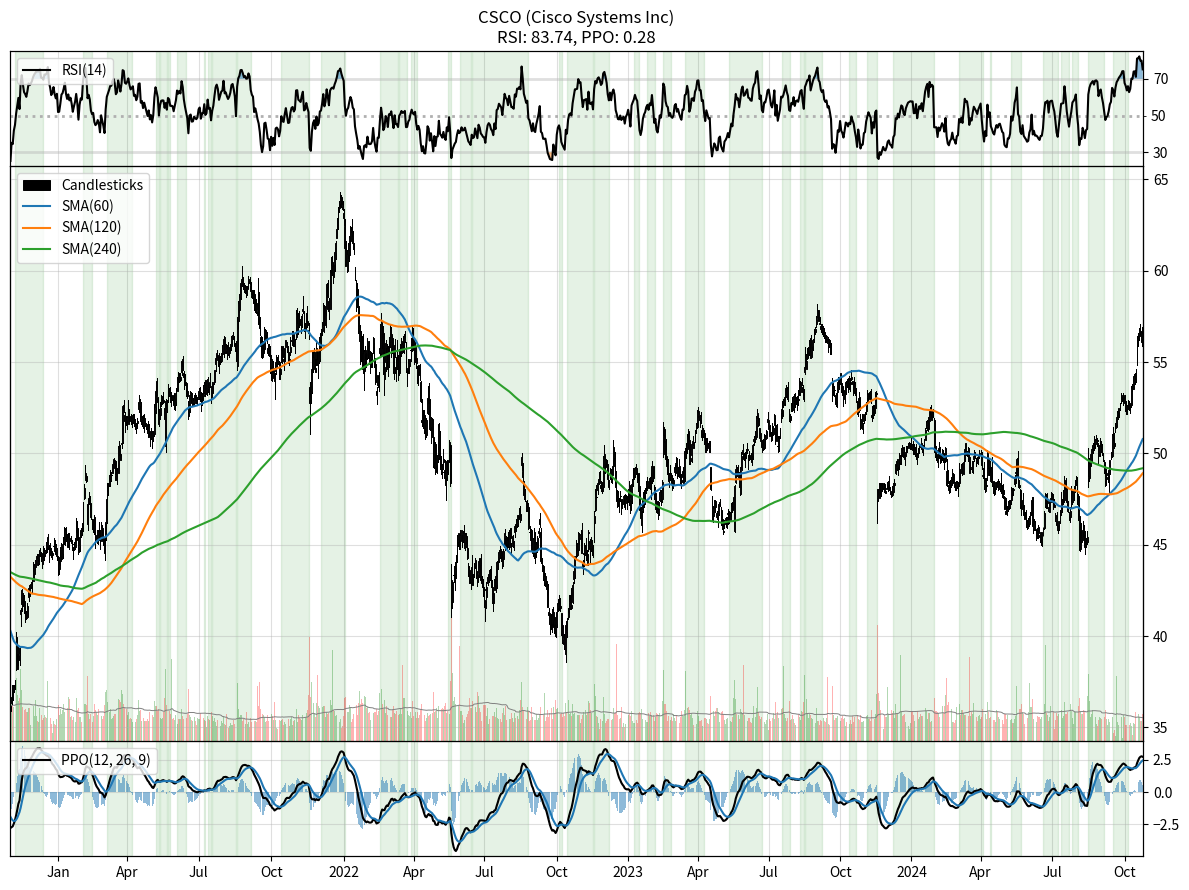 CSCO (Cisco Systems Inc)
RSI: 83.74, PPO: 0.28
RSI(14)
70
50
30
Candlesticks
SMA(60)
SMA(120)
SMA(240)
65
60
55
50
45
40
35
PPO(12, 26, 9)
2.5
0.0
−2.5
Jan Apr Jul Oct 2022 Apr Jul Oct 2023 Apr Jul Oct 2024 Apr Jul Oct